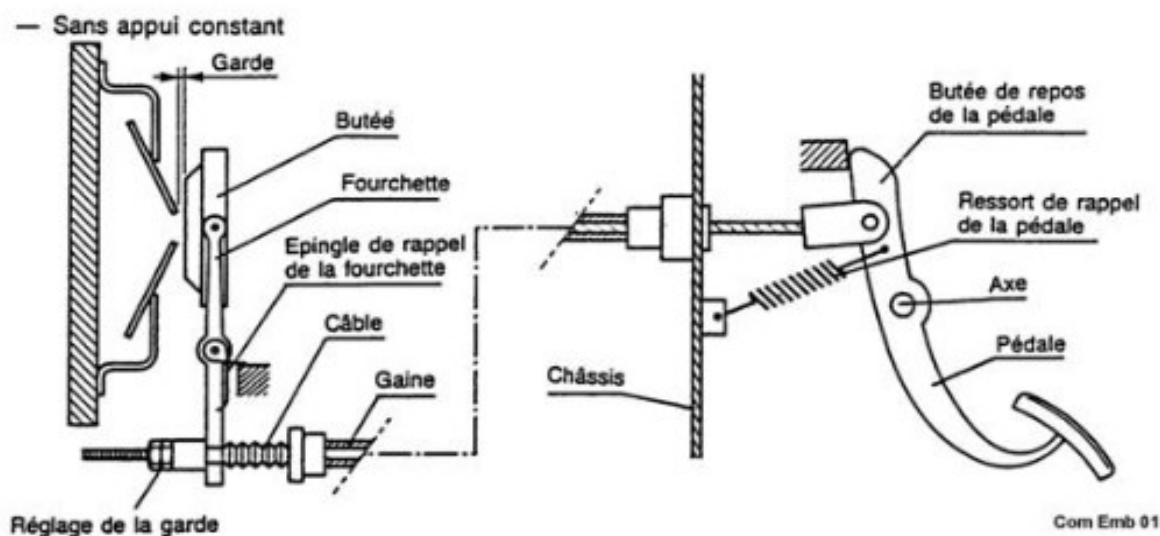 — Sans appui constant
Garde
Butée
Fourchette
Epingle de rappel
de la fourchette
Câble
Gaine
Réglage de la garde
Butée de repos
de la pédale
Ressort de rappel
de la pédale
Axe
Pédale
Châssis
Com Emb 01